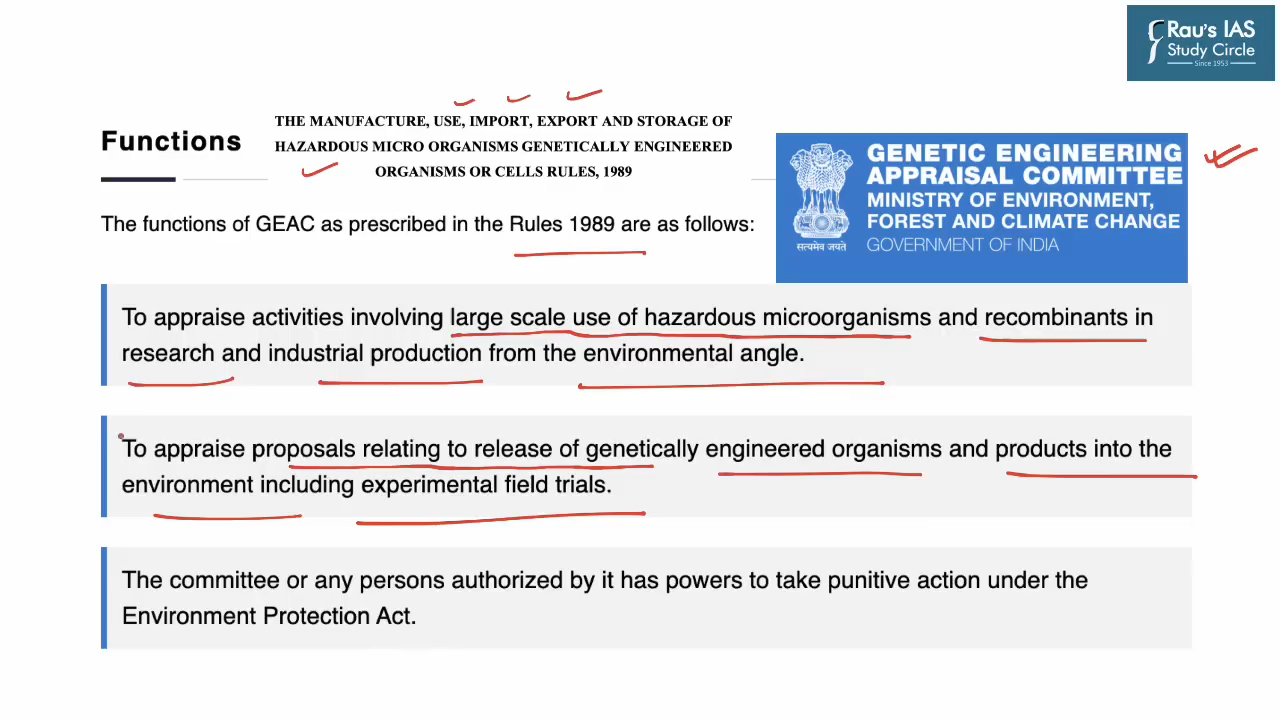 Rau's IAS
Study Circle
Since 1953
Functions
THE MANUFACTURE, USE, IMPORT, EXPORT AND STORAGE OF
HAZARDOUS MICRO ORGANISMS GENETICALLY ENGINEERED
ORGANISMS OR CELLS RULES, 1989
GENETIC ENGINEERING
APPRAISAL COMMITTEE
MINISTRY OF ENVIRONMENT,
FOREST AND CLIMATE CHANGE
GOVERNMENT OF INDIA
सत्यमेव जयते
The functions of GEAC as prescribed in the Rules 1989 are as follows:
To appraise activities involving large scale use of hazardous microorganisms and recombinants in
research and industrial production from the environmental angle.
To appraise proposals relating to release of genetically engineered organisms and products into the
environment including experimental field trials.
The committee or any persons authorized by it has powers to take punitive action under the
Environment Protection Act.